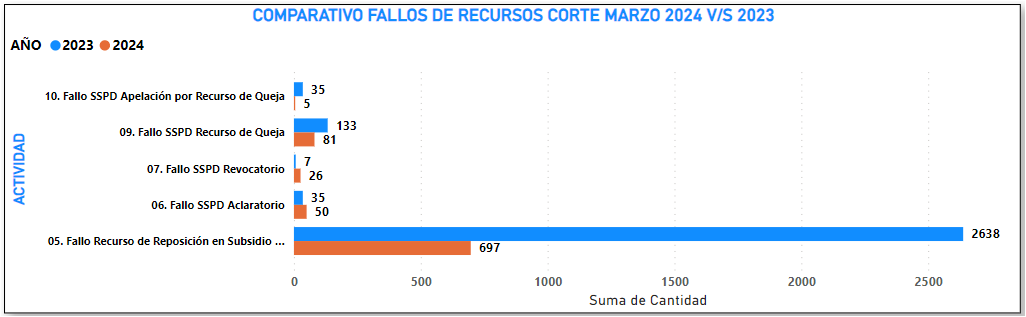 COMPARATIVO FALLOS DE RECURSOS CORTE MARZO 2024 V/S 2023
AÑO 2023 2024
ACTIVIDAD
10. Fallo SSPD Apelación por Recurso de Queja 35
5
09. Fallo SSPD Recurso de Queja 133
81
07. Fallo SSPD Revocatorio 7
26
06. Fallo SSPD Aclaratorio 35
50
05. Fallo Recurso de Reposición en Subsidio ... 2638
697
0 500 1000 1500 2000 2500
Suma de Cantidad